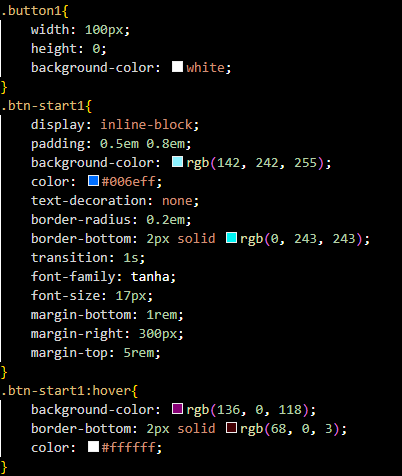 .button1{
width: 100px;
height: 0;
background-color: white;
}
.btn-start1{
display: inline-block;
padding: 0.5em 0.8em;
background-color: rgb(142, 242, 255);
color: #006eff;
text-decoration: none;
border-radius: 0.2em;
border-bottom: 2px solid rgb(0, 243, 243);
transition: 1s;
font-family: tanha;
font-size: 17px;
margin-bottom: 1rem;
margin-right: 300px;
margin-top: 5rem;
}
.btn-start1:hover{
background-color: rgb(136, 0, 118);
border-bottom: 2px solid rgb(68, 0, 3);
color: #ffffff;
}